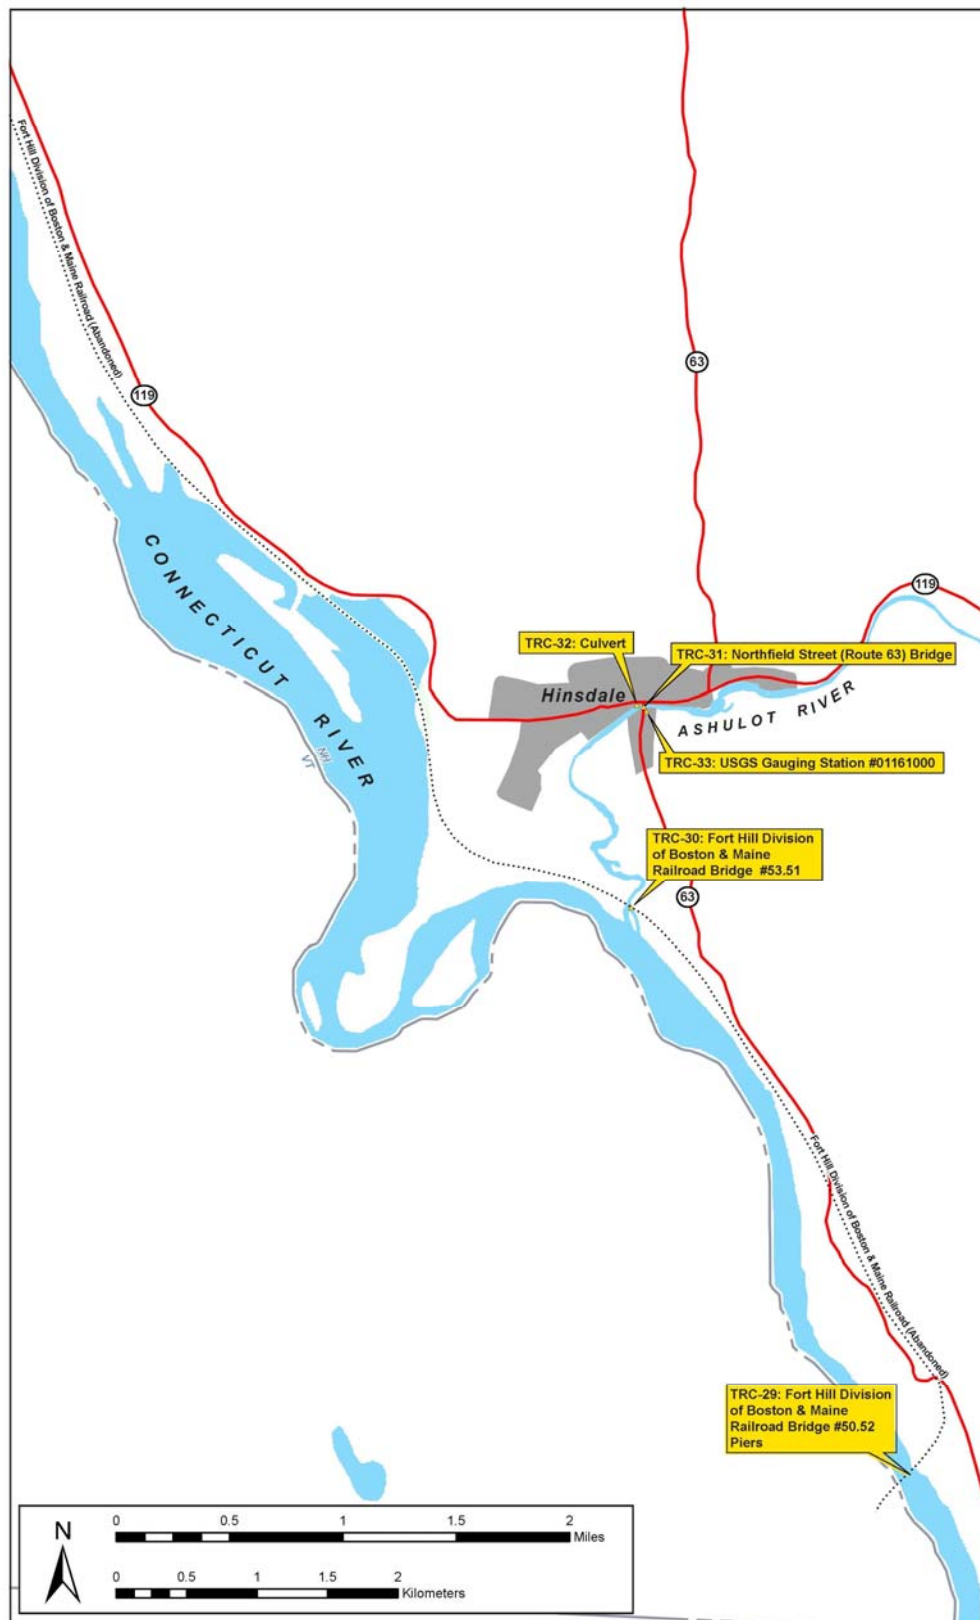 Fort Hill Division of Boston & Maine Railroad (Abandoned)
119
63
CONNECTICUT RIVER
119
TRC-32: Culvert
TRC-31: Northfield Street (Route 63) Bridge
Hinsdale
ASHULOT RIVER
NH
VT
TRC-33: USGS Gauging Station #01161000
TRC-30: Fort Hill Division
of Boston & Maine
Railroad Bridge #53.51
63
Fort Hill Division of Boston & Maine Railroad (Abandoned)
TRC-29: Fort Hill Division
of Boston & Maine
Railroad Bridge #50.52
Piers
N
0 0.5 1 1.5 2
Miles
0 0.5 1 1.5 2
Kilometers